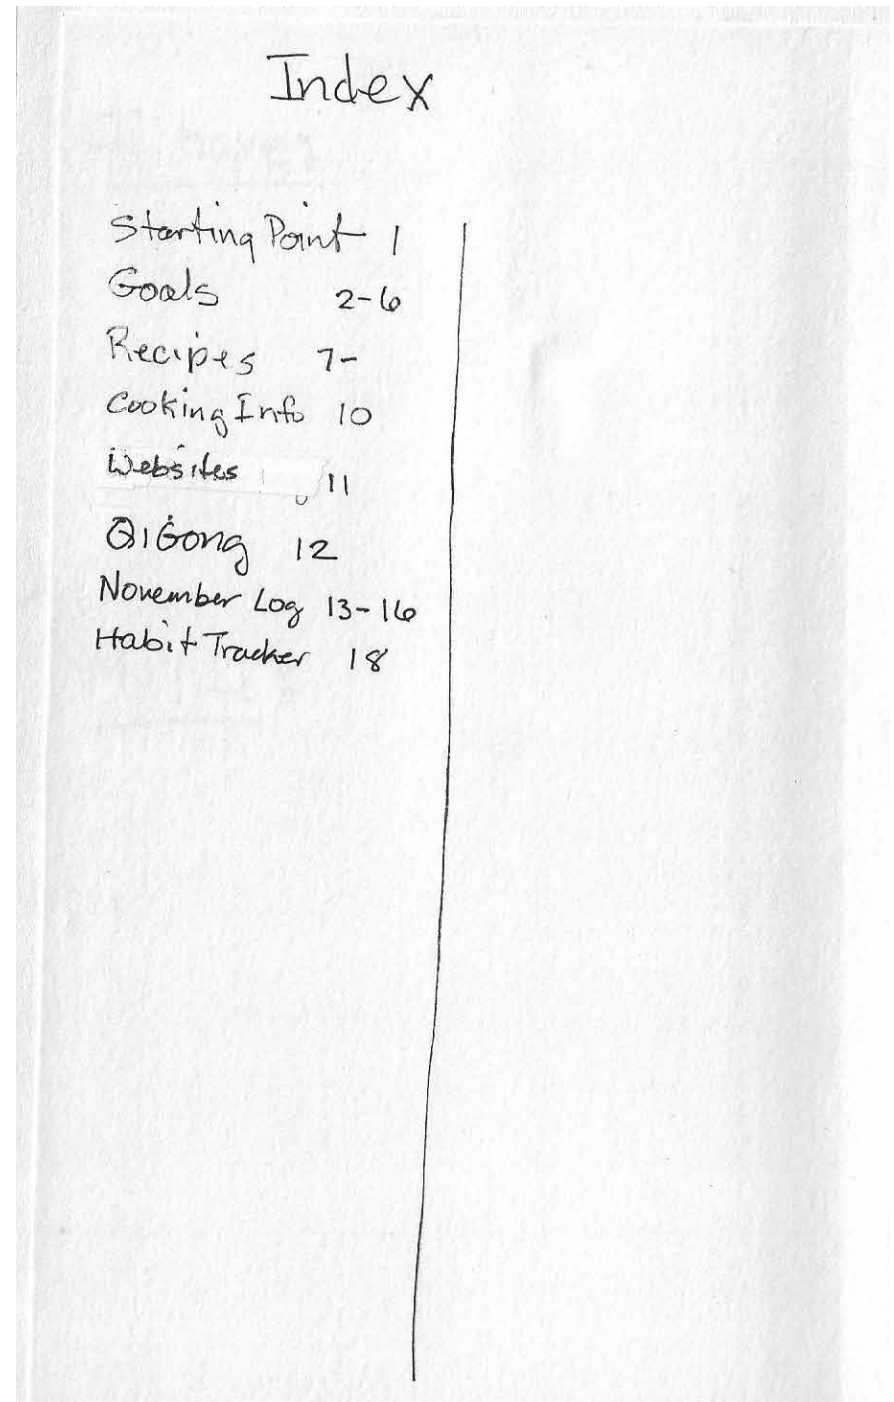 Index
Starting Point 1
Goals 2-6
Recipes 7-
Cooking Info 10
Websites 11
QiGong 12
November Log 13-16
Habit Tracker 18